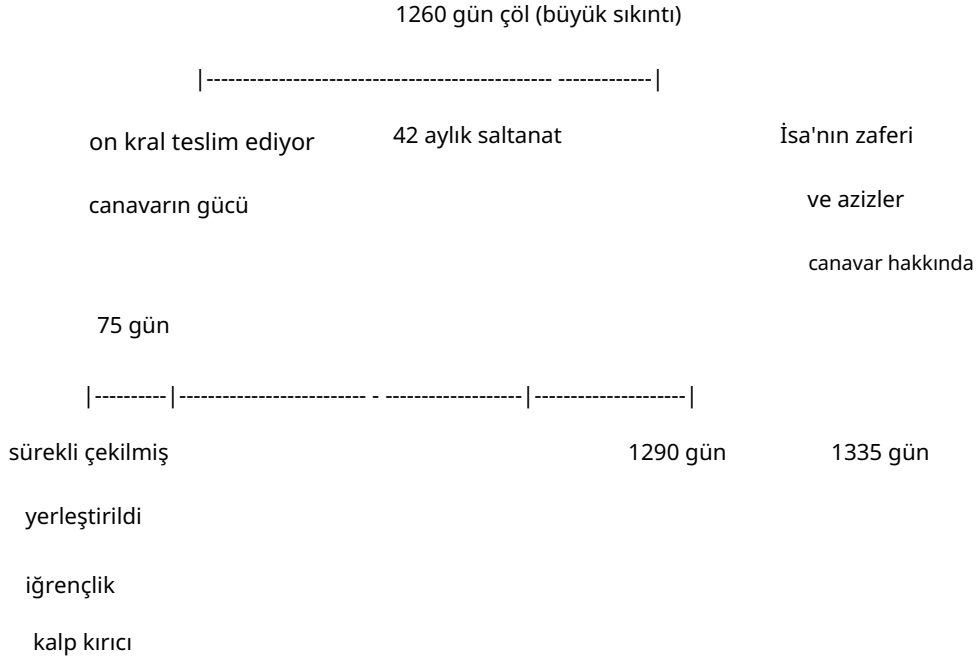 1260 gün çöl (büyük sıkıntı)
|----------------------------------------------- -------------|
on kral teslim ediyor 42 aylık saltanat İsa'nın zaferi
canavarın gücü ve azizler
canavar hakkında
75 gün
|----------|-------------------------- - -------------------|---------------------|
sürekli çekilmiş 1290 gün 1335 gün
yerleştirildi
iğrençlik
kalp kırıcı